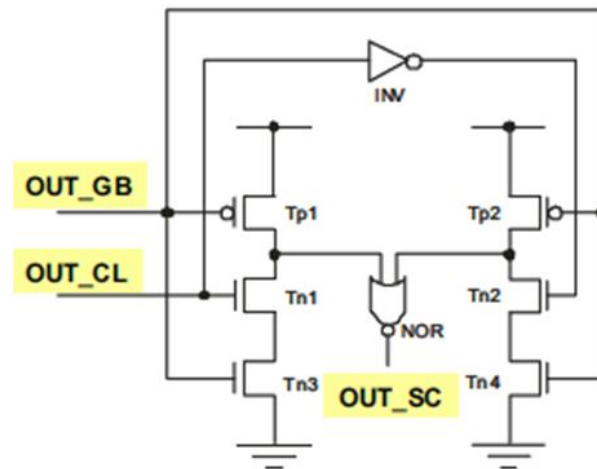 INV
OUT_GB
Tp1
Tp2
OUT_CL
Tn1
Tn2
NOR
Tn3
OUT_SC
Tn4